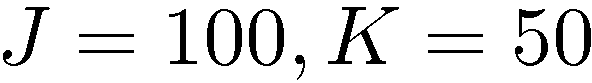 J = 100, K = 50